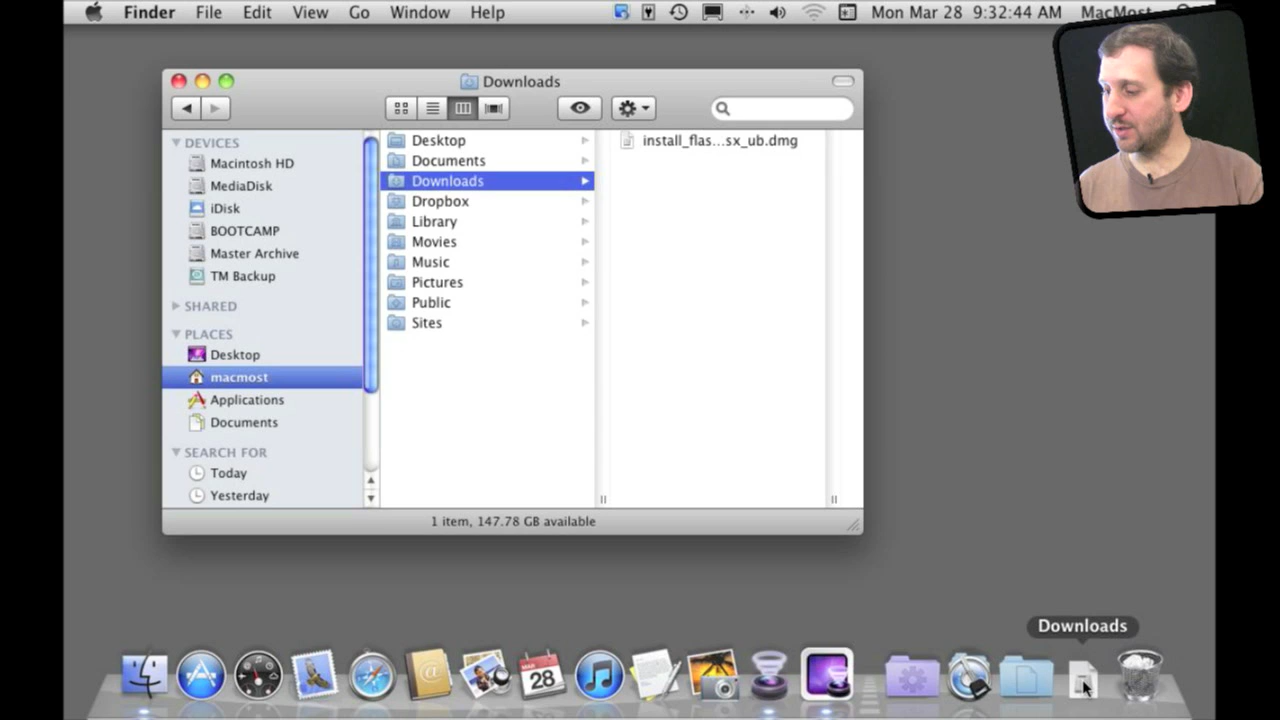 Finder File Edit View Go Window Help Mon Mar 28 9:32:44 AM MacMost
Downloads
DEVICES
Macintosh HD
MediaDisk
iDisk
BOOTCAMP
Master Archive
TM Backup
SHARED
PLACES
Desktop
macmost
Applications
Documents
SEARCH FOR
Today
Yesterday
Desktop
Documents
Downloads
Dropbox
Library
Movies
Music
Pictures
Public
Sites
install_flas...sx_ub.dmg
1 item, 147.78 GB available
Downloads
MAR
28